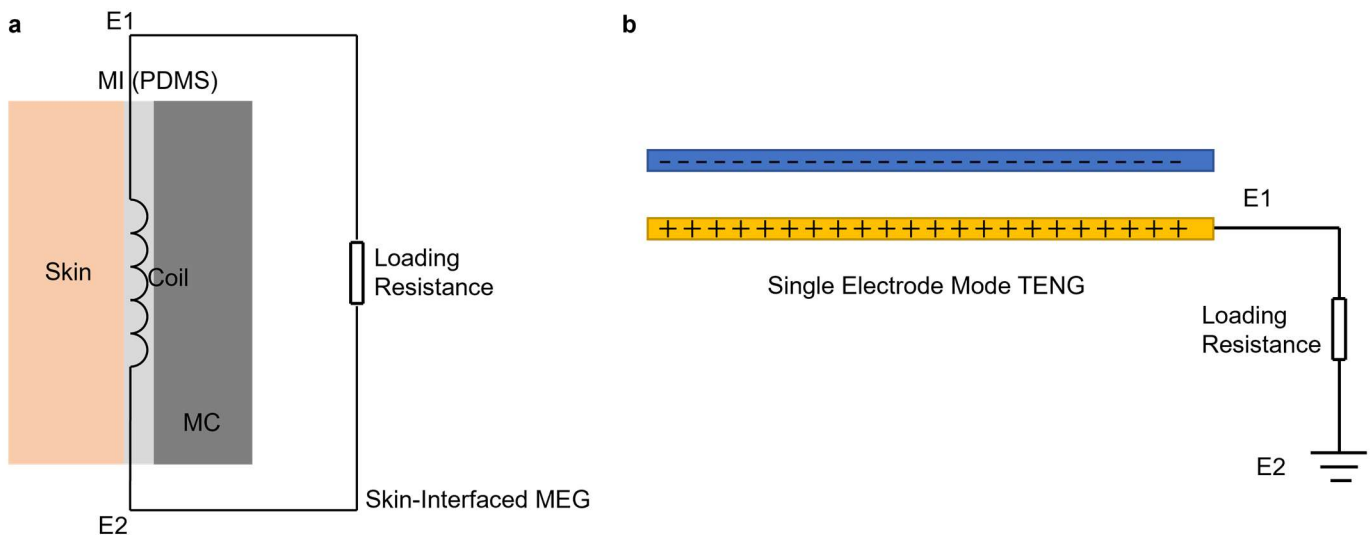 a
E1
MI (PDMS)
Skin
Coil
MC
Loading
Resistance
Skin-Interfaced MEG
E2
b
- - - - - - - - - - - - - - - - - - - - - -
+ + + + + + + + + + + + + + + + + + + + + +
E1
Single Electrode Mode TENG
Loading
Resistance
E2